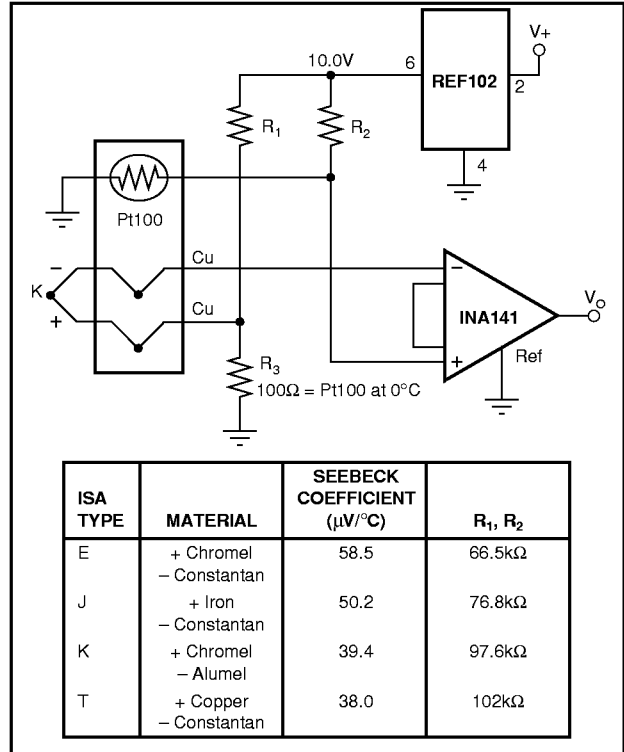 V+
10.0V
6
REF102
2
R1
R2
4
Pt100
Cu
–
K
Cu
+
–
INA141
VO
+
Ref
R3
100Ω = Pt100 at 0°C
ISA TYPE
MATERIAL
SEEBECK COEFFICIENT (µV/°C)
R1, R2
E
+ Chromel
– Constantan
58.5
66.5kΩ
J
+ Iron
– Constantan
50.2
76.8kΩ
K
+ Chromel
– Alumel
39.4
97.6kΩ
T
+ Copper
– Constantan
38.0
102kΩ